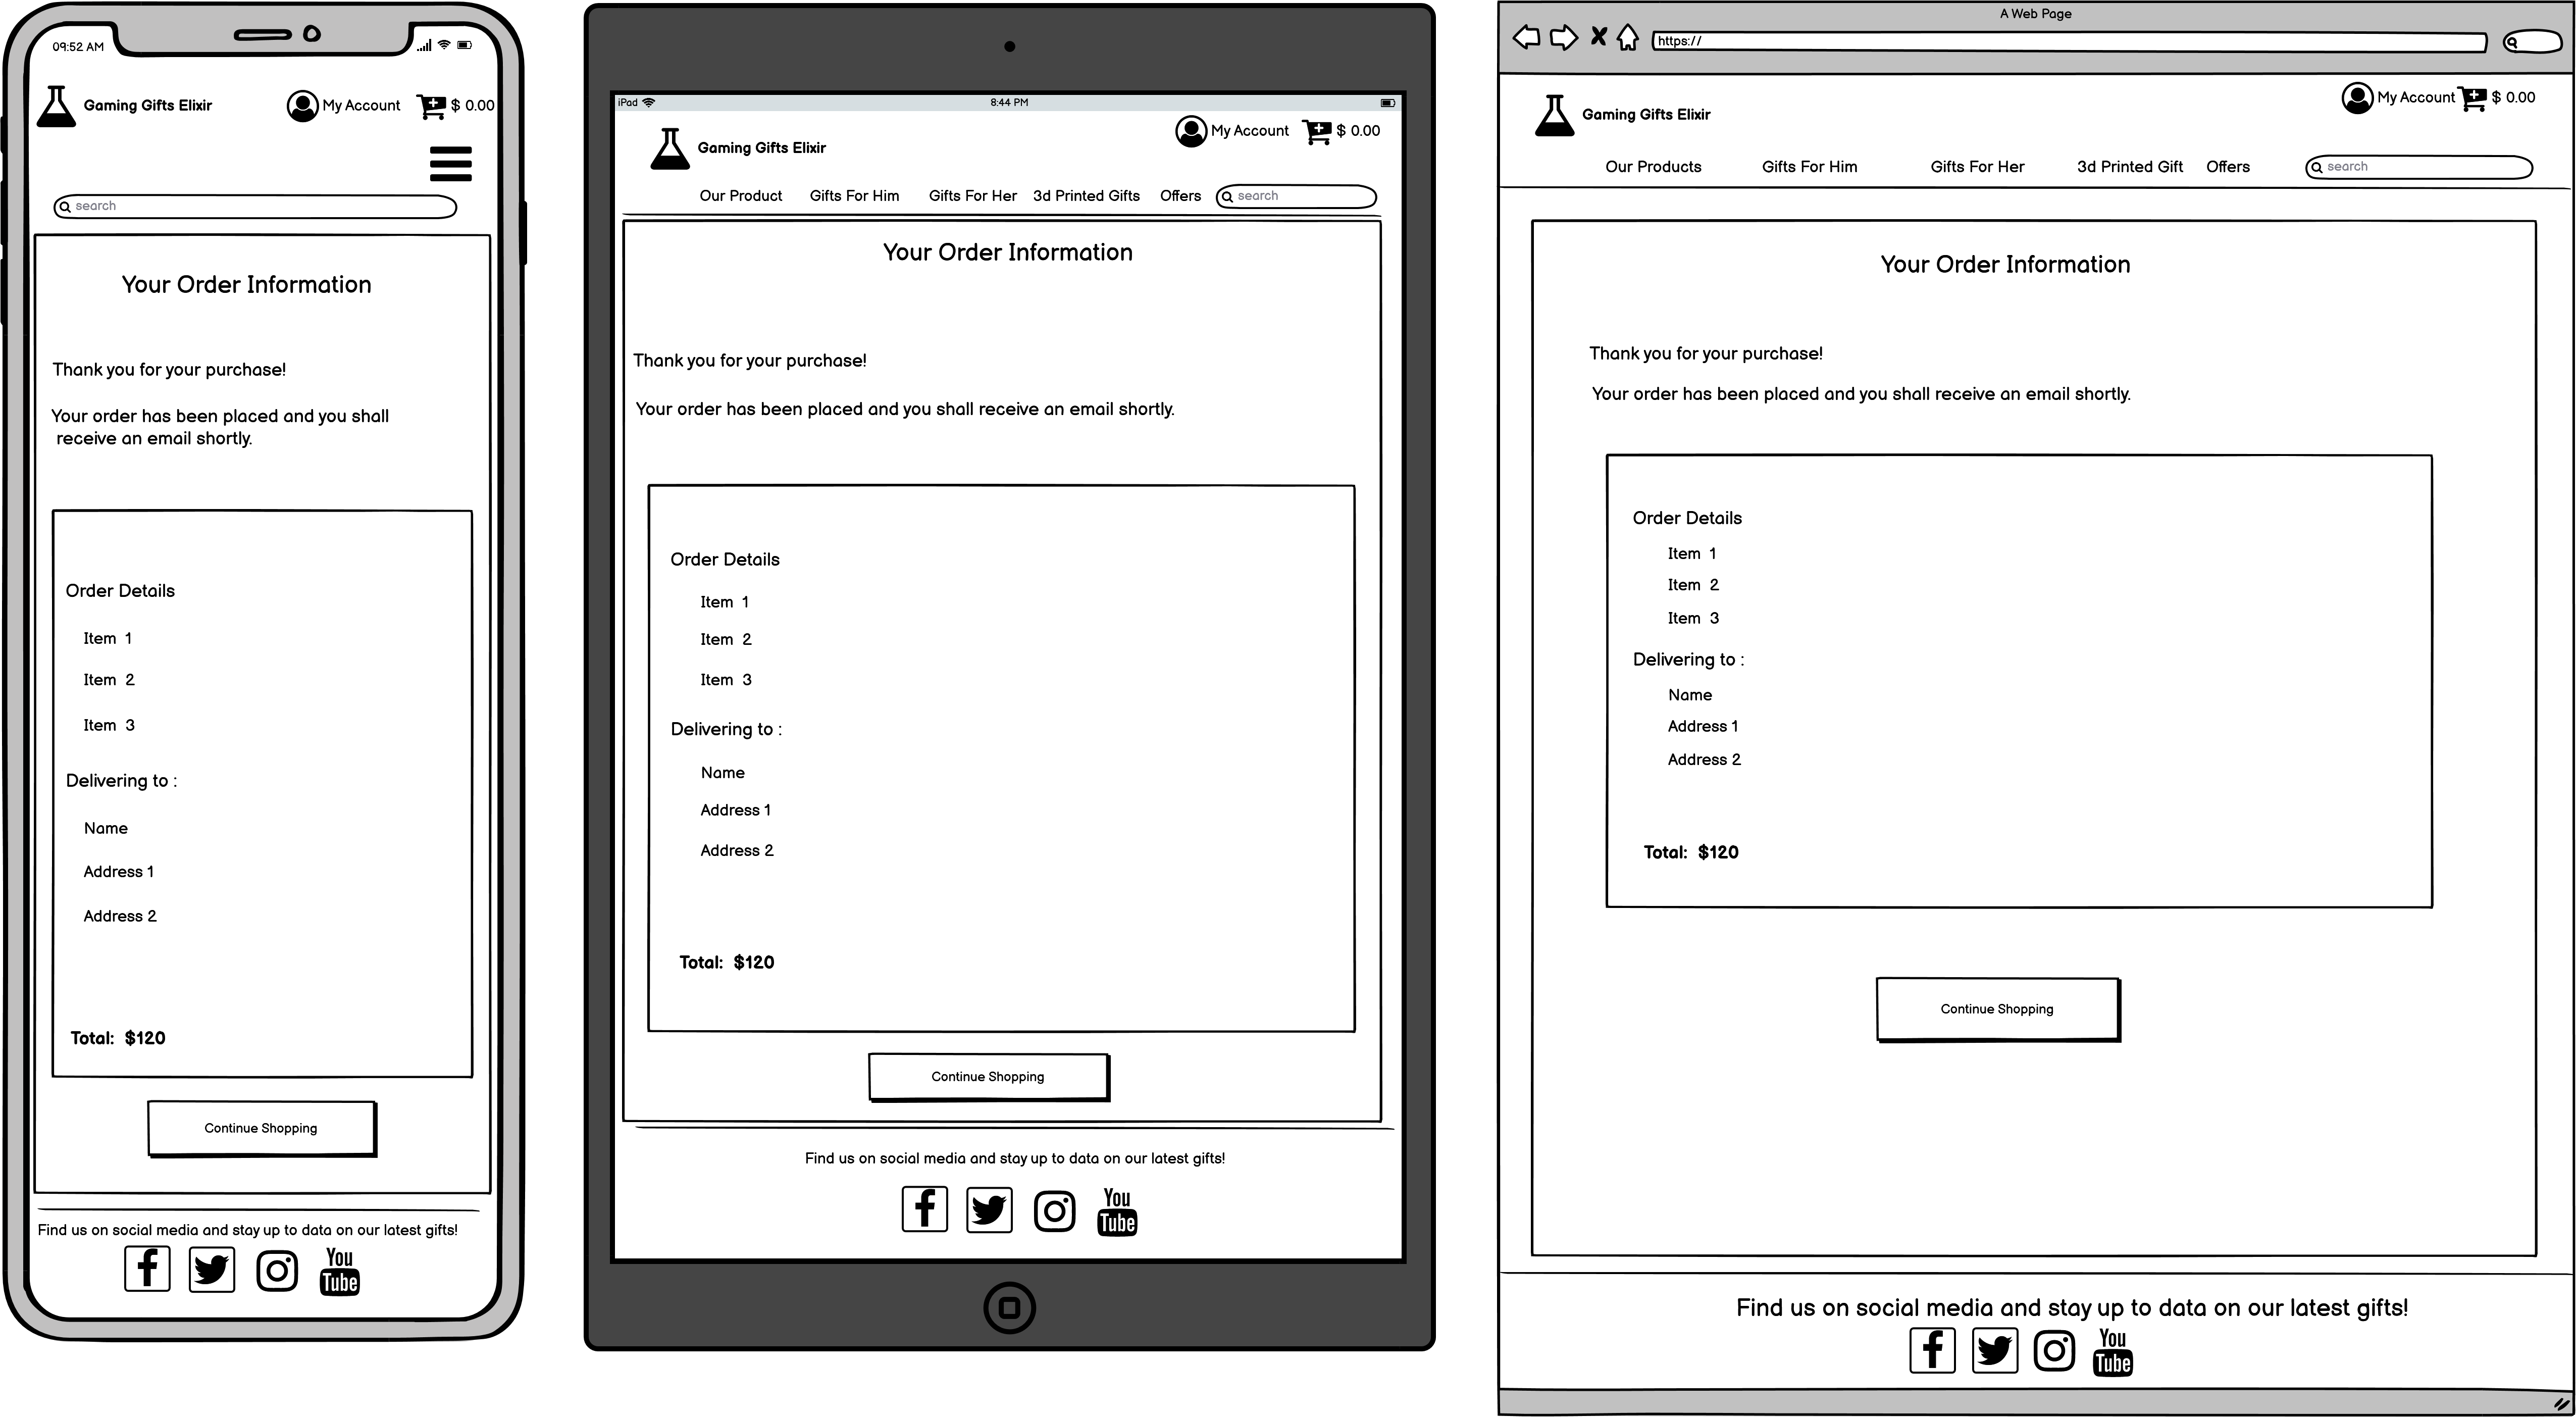 09:52 AM
Gaming Gifts Elixir
My Account
$ 0.00
search
Your Order Information
Thank you for your purchase!
Your order has been placed and you shall
receive an email shortly.
Order Details
Item 1
Item 2
Item 3
Delivering to :
Name
Address 1
Address 2
Total: $120
Continue Shopping
Find us on social media and stay up to data on our latest gifts!
You
Tube
iPad
8:44 PM
My Account
$ 0.00
Gaming Gifts Elixir
Our Product Gifts For Him Gifts For Her 3d Printed Gifts Offers search
Your Order Information
Thank you for your purchase!
Your order has been placed and you shall receive an email shortly.
Order Details
Item 1
Item 2
Item 3
Delivering to :
Name
Address 1
Address 2
Total: $120
Continue Shopping
Find us on social media and stay up to data on our latest gifts!
You
Tube
A Web Page
https://
My Account
$ 0.00
Gaming Gifts Elixir
Our Products Gifts For Him Gifts For Her 3d Printed Gift Offers search
Your Order Information
Thank you for your purchase!
Your order has been placed and you shall receive an email shortly.
Order Details
Item 1
Item 2
Item 3
Delivering to :
Name
Address 1
Address 2
Total: $120
Continue Shopping
Find us on social media and stay up to data on our latest gifts!
You
Tube